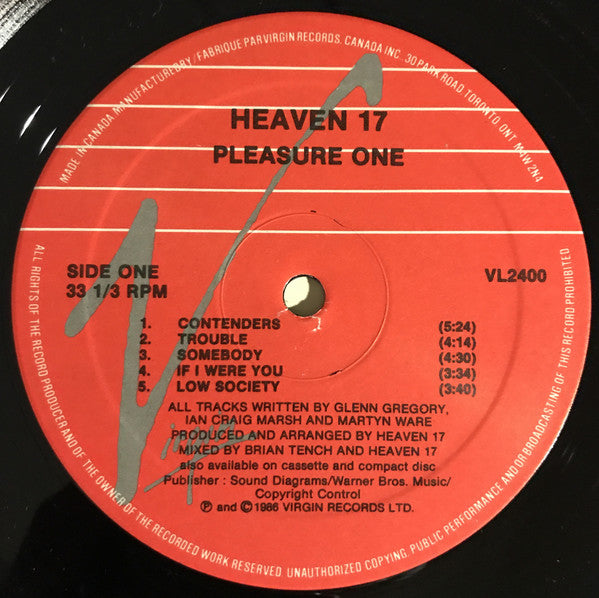 MADE IN CANADA. MANUFACTURED BY/FABRIQUE PAR VIRGIN RECORDS, CANADA INC. 30 PARK ROAD TORONTO, ONT. M4W 2N4
HEAVEN 17
PLEASURE ONE
SIDE ONE
33 1/3 RPM
VL2400
1. CONTENDERS (5:24)
2. TROUBLE (4:14)
3. SOMEBODY (4:30)
4. IF I WERE YOU (3:34)
5. LOW SOCIETY (3:40)
ALL TRACKS WRITTEN BY GLENN GREGORY,
IAN CRAIG MARSH AND MARTYN WARE
PRODUCED AND ARRANGED BY HEAVEN 17
MIXED BY BRIAN TENCH AND HEAVEN 17
also available on cassette and compact disc
Publisher : Sound Diagrams/Warner Bros. Music/
Copyright Control
Ⓟ and © 1986 VIRGIN RECORDS LTD.
Virgin
ALL RIGHTS OF THE RECORD PRODUCER AND OF THE OWNER OF THE RECORDED WORK RESERVED. UNAUTHORIZED COPYING, PUBLIC PERFORMANCE AND/OR BROADCASTING OF THIS RECORD PROHIBITED